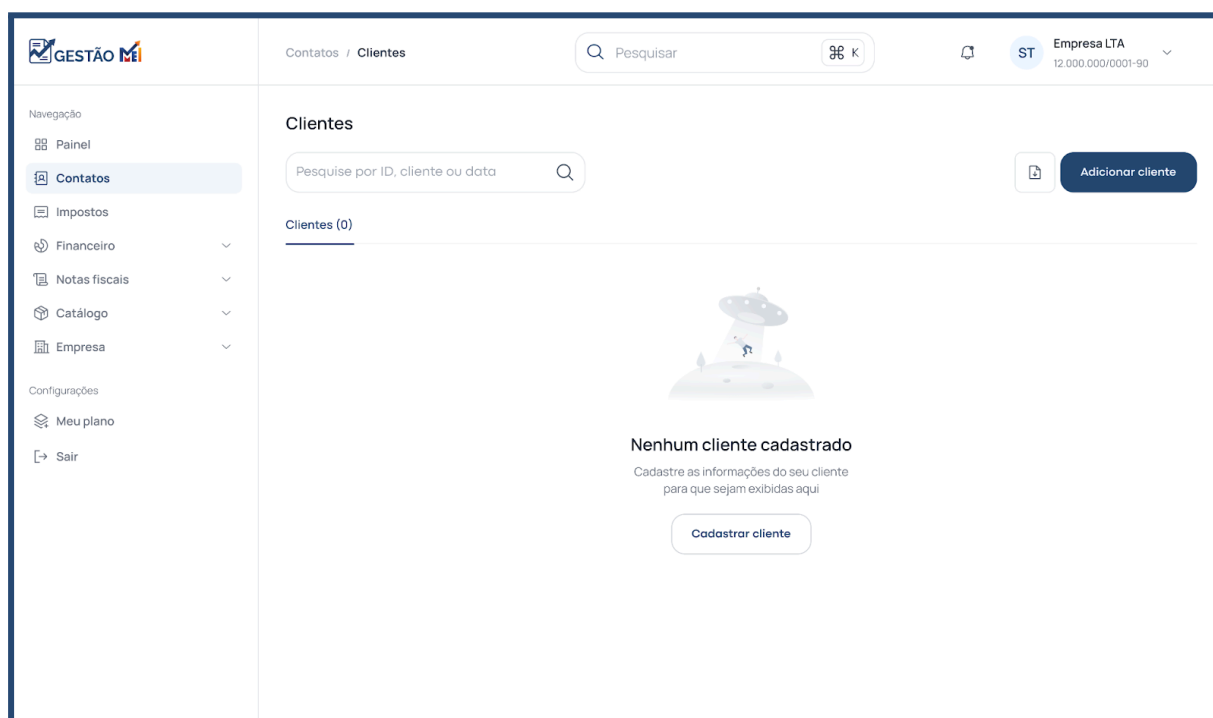 GESTÃO MEI
Contatos / Clientes
Pesquisar
⌘ K
ST
Empresa LTA
12.000.000/0001-90
Navegação
Painel
Contatos
Impostos
Financeiro
Notas fiscais
Catálogo
Empresa
Configurações
Meu plano
Sair
Clientes
Pesquise por ID, cliente ou data
Adicionar cliente
Clientes (0)
Nenhum cliente cadastrado
Cadastre as informações do seu cliente
para que sejam exibidas aqui
Cadastrar cliente